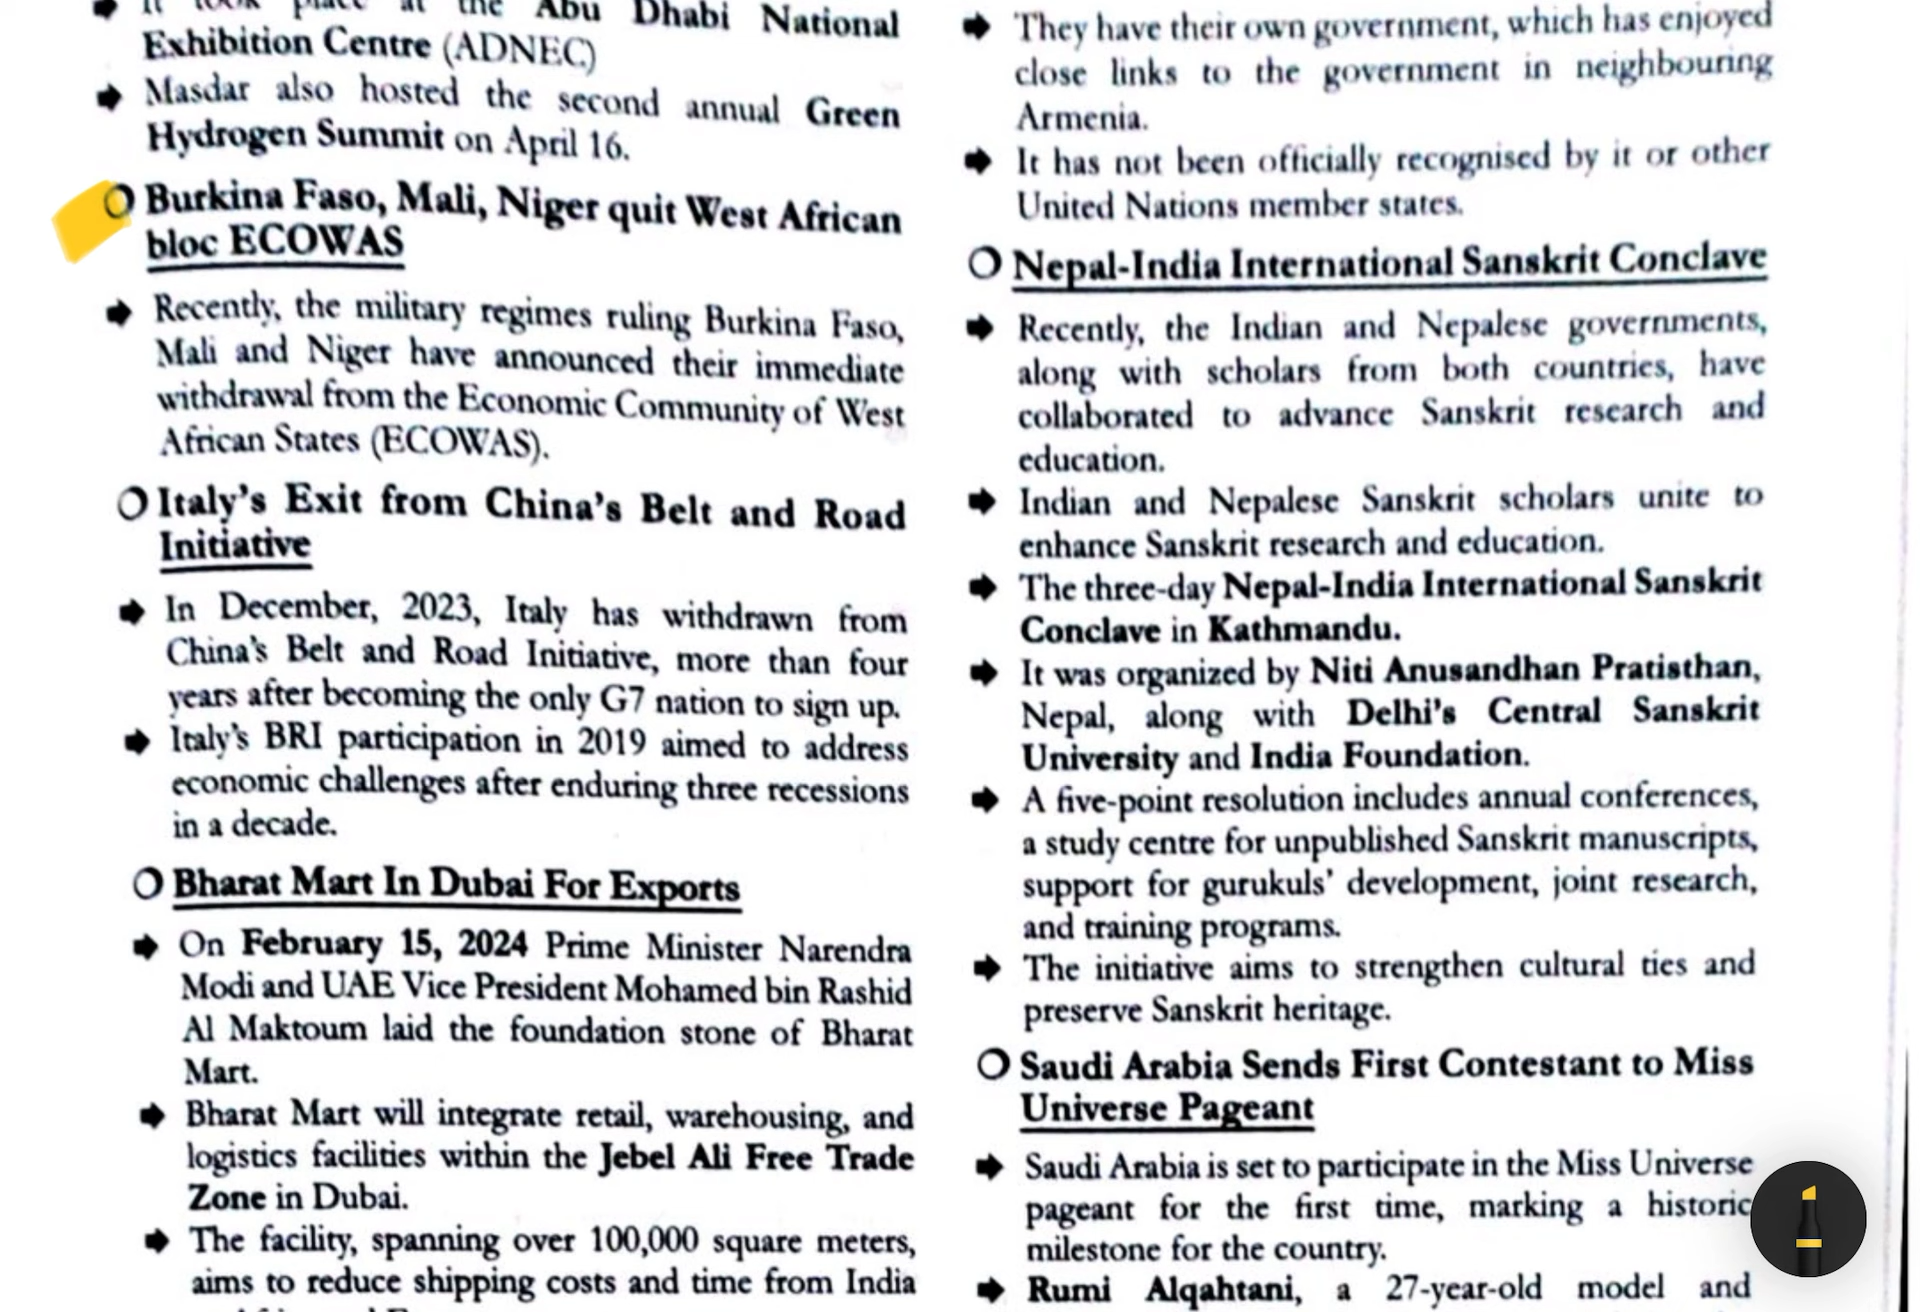 It took place at the Abu Dhabi National
Exhibition Centre (ADNEC)
Masdar also hosted the second annual Green
Hydrogen Summit on April 16.
Burkina Faso, Mali, Niger quit West African
bloc ECOWAS
Recently, the military regimes ruling Burkina Faso,
Mali and Niger have announced their immediate
withdrawal from the Economic Community of West
African States (ECOWAS).
Italy's Exit from China's Belt and Road
Initiative
In December, 2023, Italy has withdrawn from
China's Belt and Road Initiative, more than four
years after becoming the only G7 nation to sign up.
Italy's BRI participation in 2019 aimed to address
economic challenges after enduring three recessions
in a decade.
Bharat Mart In Dubai For Exports
On February 15, 2024 Prime Minister Narendra
Modi and UAE Vice President Mohamed bin Rashid
Al Maktoum laid the foundation stone of Bharat
Mart.
Bharat Mart will integrate retail, warehousing, and
logistics facilities within the Jebel Ali Free Trade
Zone in Dubai.
The facility, spanning over 100,000 square meters,
aims to reduce shipping costs and time from India
They have their own government, which has enjoyed
close links to the government in neighbouring
Armenia.
It has not been officially recognised by it or other
United Nations member states.
Nepal-India International Sanskrit Conclave
Recently, the Indian and Nepalese governments,
along with scholars from both countries, have
collaborated to advance Sanskrit research and
education.
Indian and Nepalese Sanskrit scholars unite to
enhance Sanskrit research and education.
The three-day Nepal-India International Sanskrit
Conclave in Kathmandu.
It was organized by Niti Anusandhan Pratisthan,
Nepal, along with Delhi's Central Sanskrit
University and India Foundation.
A five-point resolution includes annual conferences,
a study centre for unpublished Sanskrit manuscripts,
support for gurukuls' development, joint research,
and training programs.
The initiative aims to strengthen cultural ties and
preserve Sanskrit heritage.
Saudi Arabia Sends First Contestant to Miss
Universe Pageant
Saudi Arabia is set to participate in the Miss Universe
pageant for the first time, marking a historic
milestone for the country.
Rumi Alqahtani, a 27-year-old model and